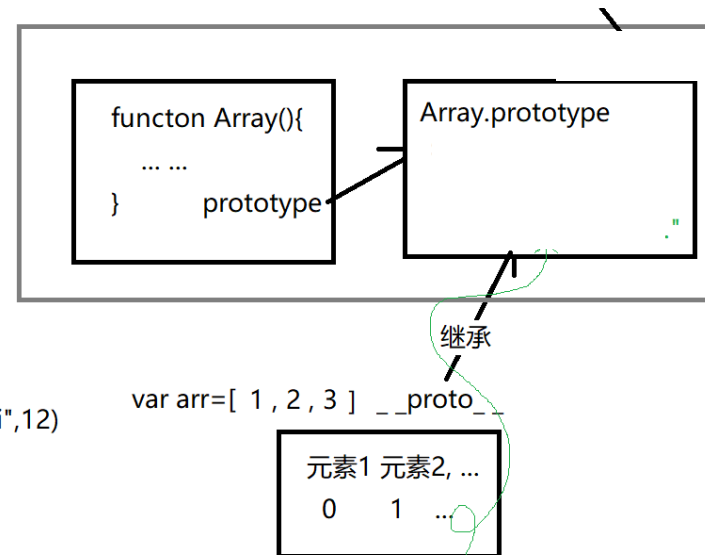 functon Array(){
Array.prototype
... ...
} prototype
."
继承
var arr=[ 1 , 2 , 3 ] _ _proto_ _
",12)
元素1 元素2, ...
0 1 ...